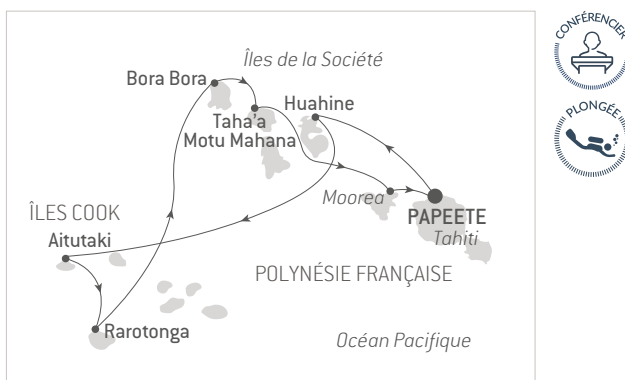 CONFÉRENCIER
Îles de la Société
Bora Bora
Huahine
Taha'a
Motu Mahana
PLONGÉE
Moorea
PAPEETE
Tahiti
ÎLES COOK
Aitutaki
POLYNÉSIE FRANÇAISE
Rarotonga
Océan Pacifique